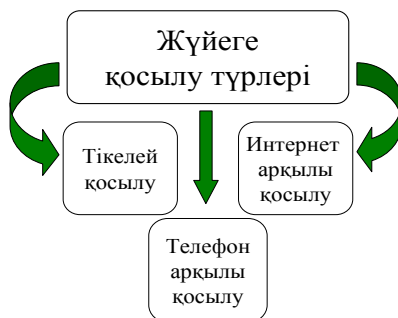 Жүйеге
қосылу түрлері
Тікелей
қосылу
Интернет
арқылы
қосылу
Телефон
арқылы
қосылу